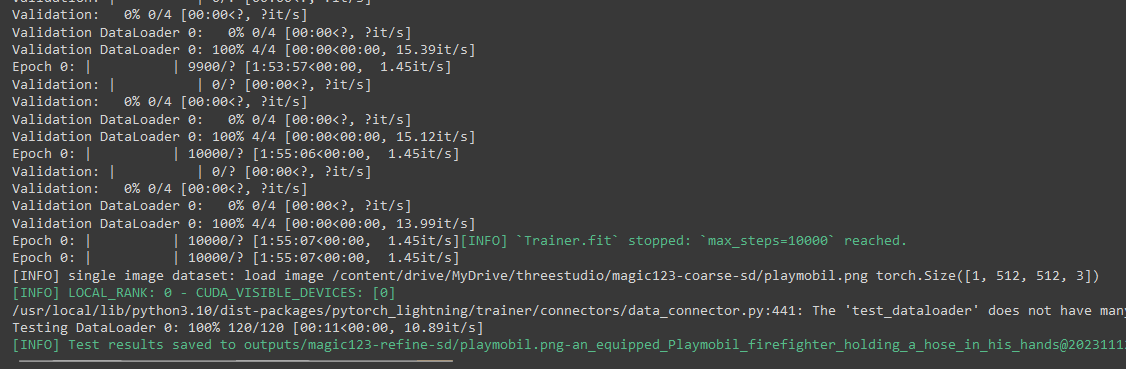 Validation: | | 0/? [00:00<?, ?it/s]
Validation:   0% 0/4 [00:00<?, ?it/s]
Validation DataLoader 0:   0% 0/4 [00:00<?, ?it/s]
Validation DataLoader 0: 100% 4/4 [00:00<00:00, 15.39it/s]
Epoch 0: |          | 9900/? [1:53:57<00:00,  1.45it/s]
Validation: |          | 0/? [00:00<?, ?it/s]
Validation:   0% 0/4 [00:00<?, ?it/s]
Validation DataLoader 0:   0% 0/4 [00:00<?, ?it/s]
Validation DataLoader 0: 100% 4/4 [00:00<00:00, 15.12it/s]
Epoch 0: |          | 10000/? [1:55:06<00:00,  1.45it/s]
Validation: |          | 0/? [00:00<?, ?it/s]
Validation:   0% 0/4 [00:00<?, ?it/s]
Validation DataLoader 0:   0% 0/4 [00:00<?, ?it/s]
Validation DataLoader 0: 100% 4/4 [00:00<00:00, 13.99it/s]
Epoch 0: |          | 10000/? [1:55:07<00:00,  1.45it/s][INFO] `Trainer.fit` stopped: `max_steps=10000` reached.
Epoch 0: |          | 10000/? [1:55:07<00:00,  1.45it/s]
[INFO] single image dataset: load image /content/drive/MyDrive/threestudio/magic123-coarse-sd/playmobil.png torch.Size([1, 512, 512, 3])
[INFO] LOCAL_RANK: 0 - CUDA_VISIBLE_DEVICES: [0]
/usr/local/lib/python3.10/dist-packages/pytorch_lightning/trainer/connectors/data_connector.py:441: The 'test_dataloader' does not have many
Testing DataLoader 0: 100% 120/120 [00:11<00:00, 10.89it/s]
[INFO] Test results saved to outputs/magic123-refine-sd/playmobil.png-an_equipped_Playmobil_firefighter_holding_a_hose_in_his_hands@2023111